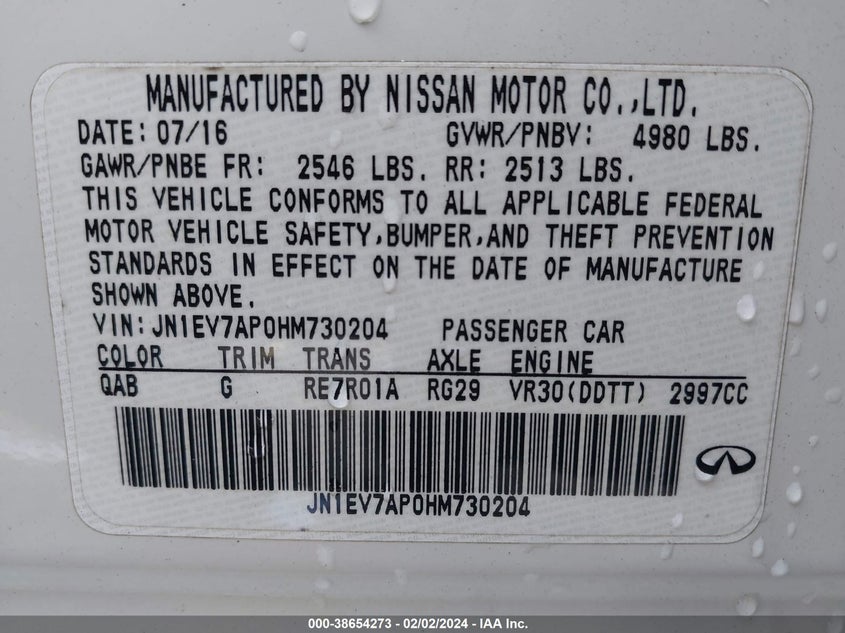 MANUFACTURED BY NISSAN MOTOR CO.,LTD.
DATE: 07/16 GVWR/PNBV: 4980 LBS.
GAWR/PNBE FR: 2546 LBS. RR: 2513 LBS.
THIS VEHICLE CONFORMS TO ALL APPLICABLE FEDERAL
MOTOR VEHICLE SAFETY,BUMPER,AND THEFT PREVENTION
STANDARDS IN EFFECT ON THE DATE OF MANUFACTURE
SHOWN ABOVE.
VIN:JN1EV7AP0HM730204 PASSENGER CAR
COLOR TRIM TRANS AXLE ENGINE
QAB G RE7R01A RG29 VR30(DDTT) 2997CC
JN1EV7AP0HM730204
000-38654273 - 02/02/2024 - IAA Inc.